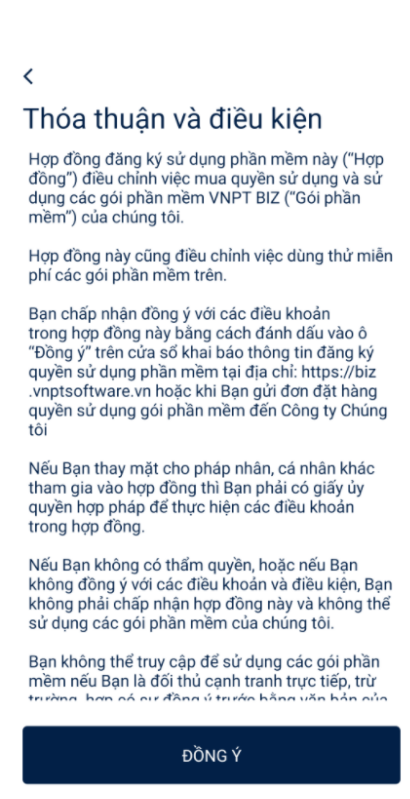 Thóa thuận và điều kiện
Hợp đồng đăng ký sử dụng phần mềm này (“Hợp
đồng”) điều chỉnh việc mua quyền sử dụng và sử
dụng các gói phần mềm VNPT BIZ (“Gói phần
mềm”) của chúng tôi.
Hợp đồng này cũng điều chỉnh việc dùng thử miễn
phí các gói phần mềm trên.
Bạn chấp nhận đồng ý với các điều khoản
trong hợp đồng này bằng cách đánh dấu vào ô
“Đồng ý” trên cửa sổ khai báo thông tin đăng ký
quyền sử dụng phần mềm tại địa chỉ: https://biz
.vnptsoftware.vn hoặc khi Bạn gửi đơn đặt hàng
quyền sử dụng gói phần mềm đến Công ty Chúng
tôi
Nếu Bạn thay mặt cho pháp nhân, cá nhân khác
tham gia vào hợp đồng thì Bạn phải có giấy ủy
quyền hợp pháp để thực hiện các điều khoản
trong hợp đồng.
Nếu Bạn không có thẩm quyền, hoặc nếu Bạn
không đồng ý với các điều khoản và điều kiện, Bạn
không phải chấp nhận hợp đồng này và không thể
sử dụng các gói phần mềm của chúng tôi.
Bạn không thể truy cập để sử dụng các gói phần
mềm nếu Bạn là đối thủ cạnh tranh trực tiếp, trừ
trường hợp có sự đồng ý trước bằng văn bản của
ĐỒNG Ý